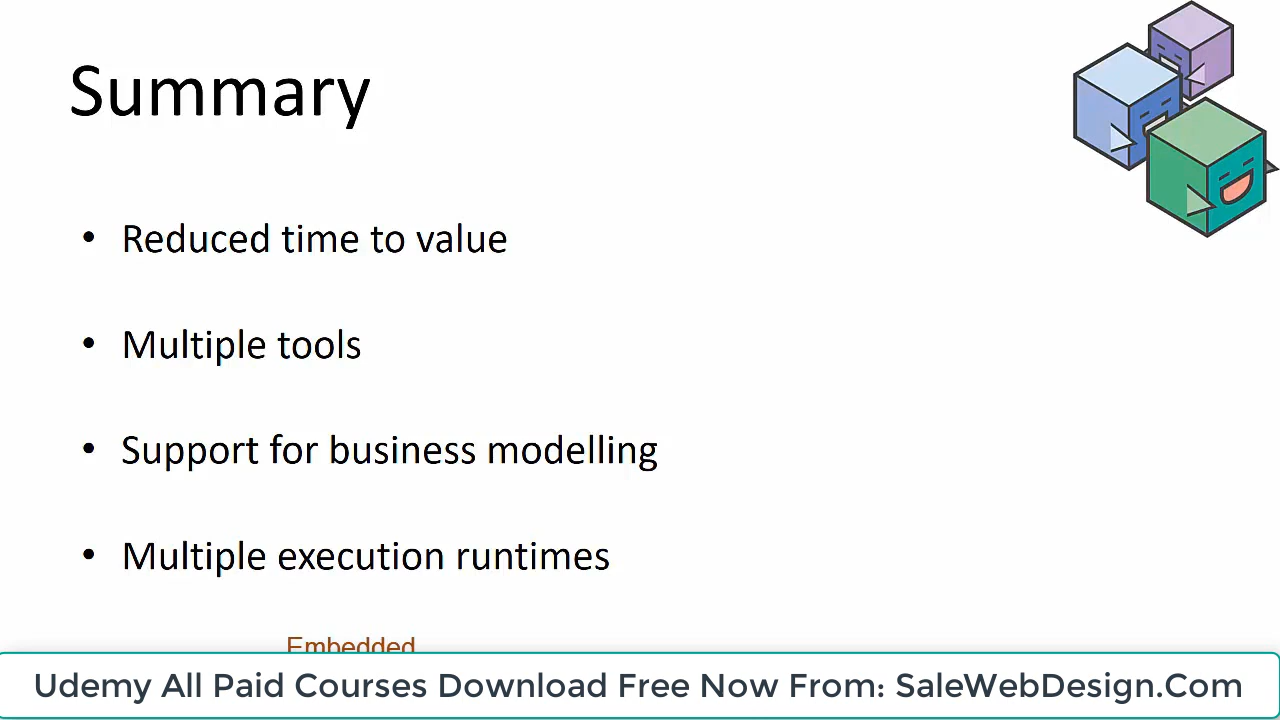 Summary
• Reduced time to value
• Multiple tools
• Support for business modelling
• Multiple execution runtimes
Embedded
Udemy All Paid Courses Download Free Now From: SaleWebDesign.Com